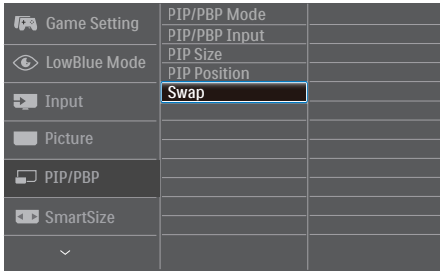 Game Setting
LowBlue Mode
Input
Picture
PIP/PBP
SmartSize
PIP/PBP Mode
PIP/PBP Input
PIP Size
PIP Position
Swap